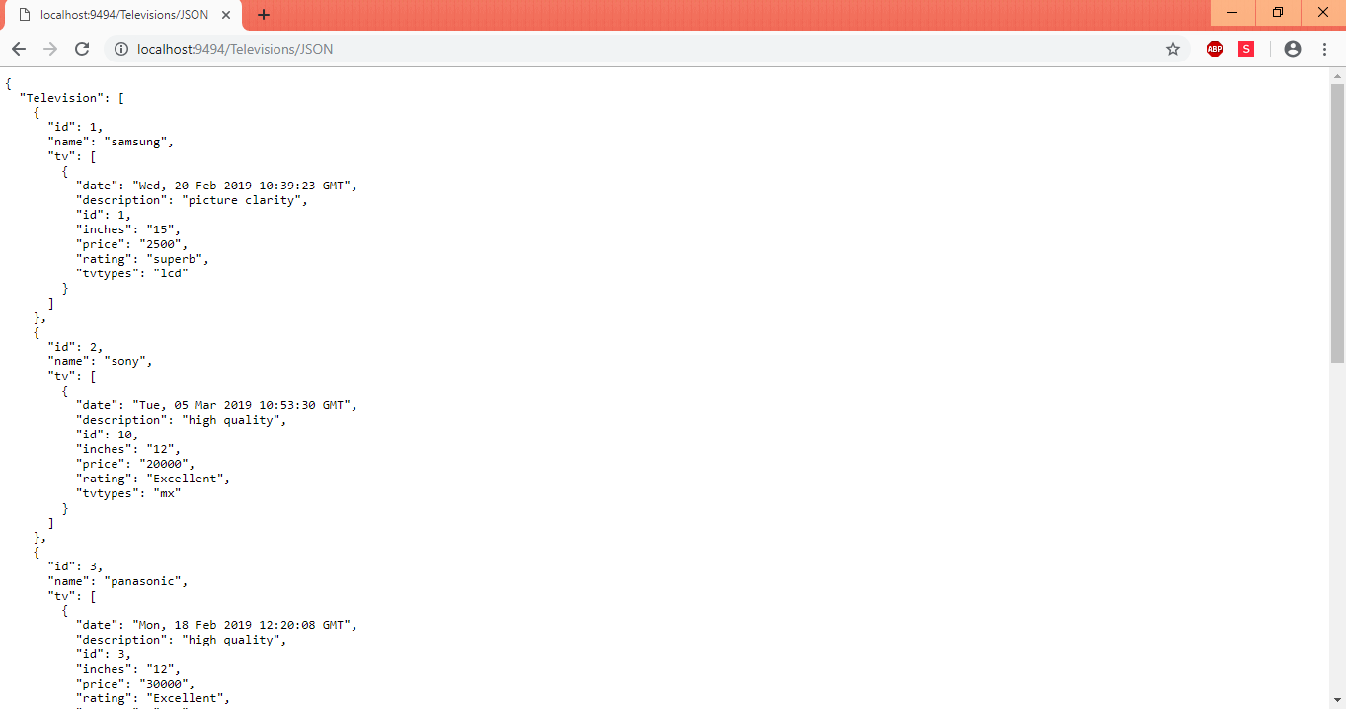 localhost:9494/Televisions/JSON
localhost:9494/Televisions/JSON
ABP
S
{
"Television": [
{
"id": 1,
"name": "samsung",
"tv": [
{
"date": "Wed, 20 Feb 2019 10:39:23 GMT",
"description": "picture clarity",
"id": 1,
"inches": "15",
"price": "2500",
"rating": "superb",
"tvtypes": "lcd"
}
]
},
{
"id": 2,
"name": "sony",
"tv": [
{
"date": "Tue, 05 Mar 2019 10:53:30 GMT",
"description": "high quality",
"id": 10,
"inches": "12",
"price": "20000",
"rating": "Excellent",
"tvtypes": "mx"
}
]
},
{
"id": 3,
"name": "panasonic",
"tv": [
{
"date": "Mon, 18 Feb 2019 12:20:08 GMT",
"description": "high quality",
"id": 3,
"inches": "12",
"price": "30000",
"rating": "Excellent",